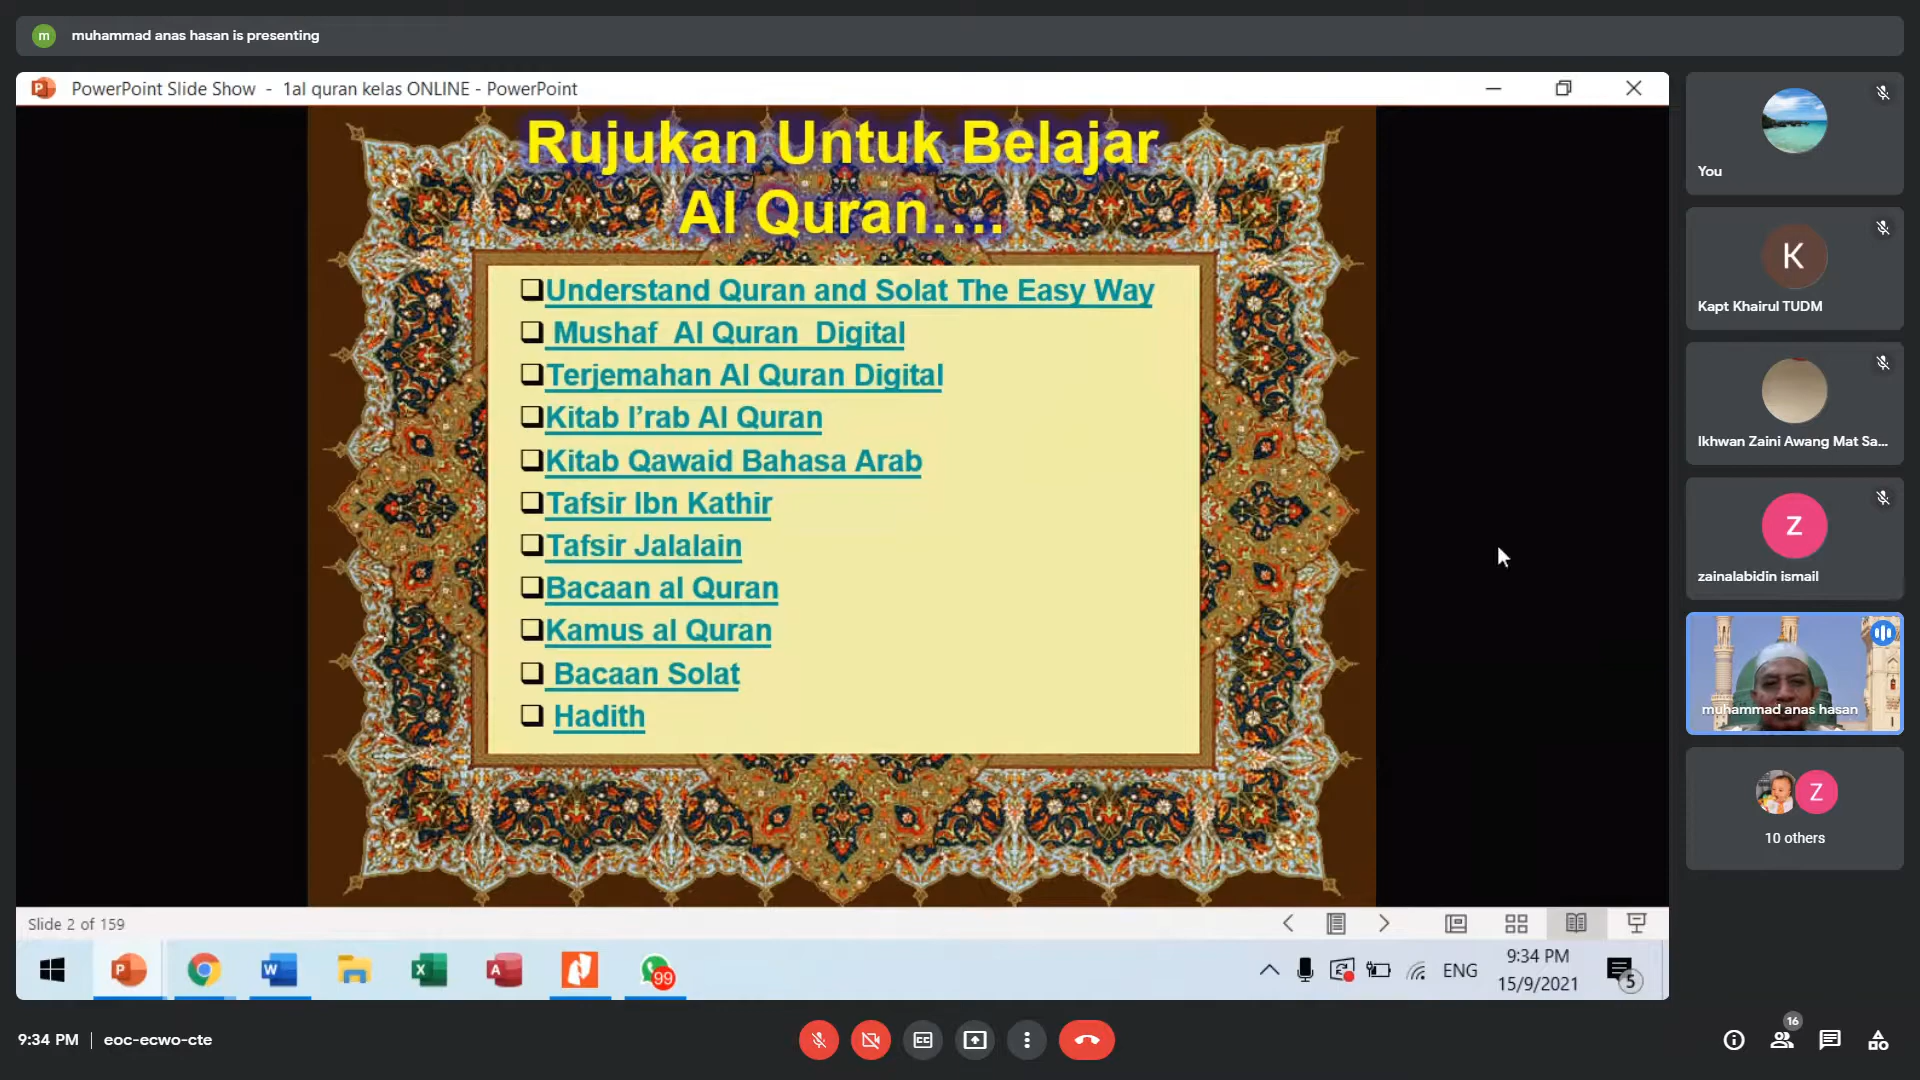 m
muhammad anas hasan is presenting
PowerPoint Slide Show - 1al quran kelas ONLINE - PowerPoint
Rujukan Untuk Belajar
Al Quran....
Understand Quran and Solat The Easy Way
Mushaf Al Quran Digital
Terjemahan Al Quran Digital
Kitab I’rab Al Quran
Kitab Qawaid Bahasa Arab
Tafsir Ibn Kathir
Tafsir Jalalain
Bacaan al Quran
Kamus al Quran
Bacaan Solat
Hadith
Slide 2 of 159
99
ENG
9:34 PM
15/9/2021
5
You
K
Kapt Khairul TUDM
Ikhwan Zaini Awang Mat Sa...
Z
zainalabidin ismail
muhammad anas hasan
Z
10 others
9:34 PM | eoc-ecwo-cte
CC
16